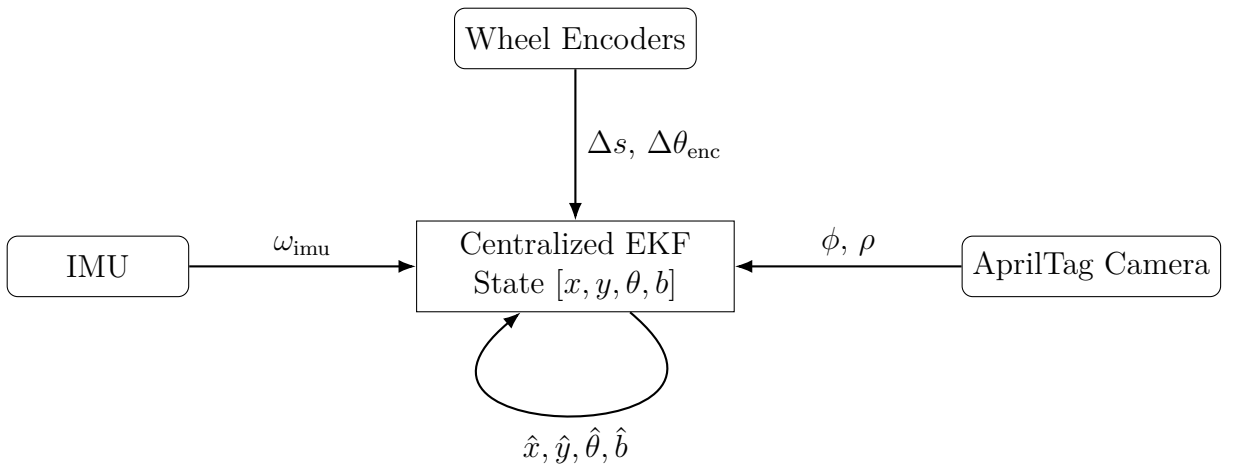 Wheel Encoders
Δs, Δθ_enc
IMU
ω_imu
Centralized EKF
State [x, y, θ, b]
ϕ, ρ
AprilTag Camera
x̂, ŷ, θ̂, b̂